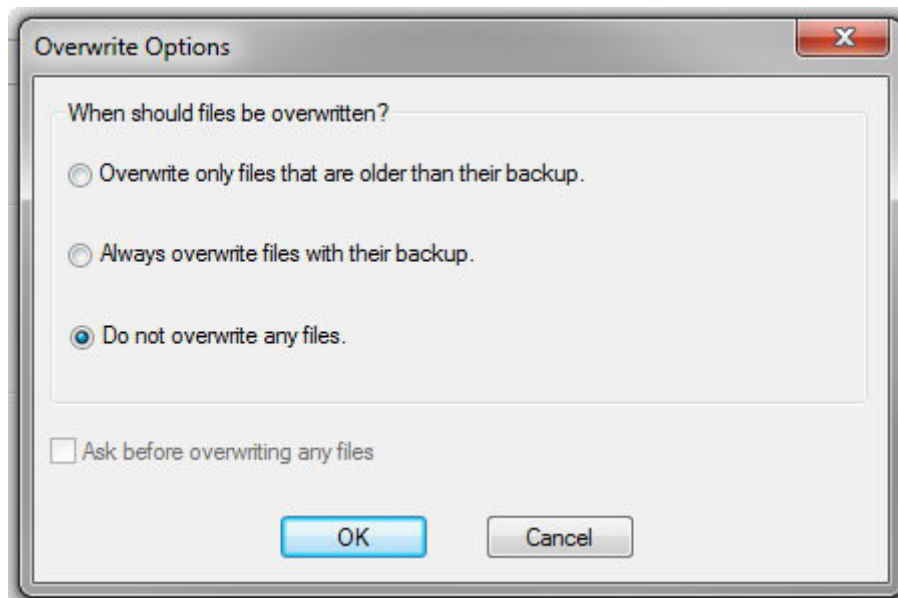 Overwrite Options
When should files be overwritten?
Overwrite only files that are older than their backup.
Always overwrite files with their backup.
Do not overwrite any files.
Ask before overwriting any files
OK Cancel